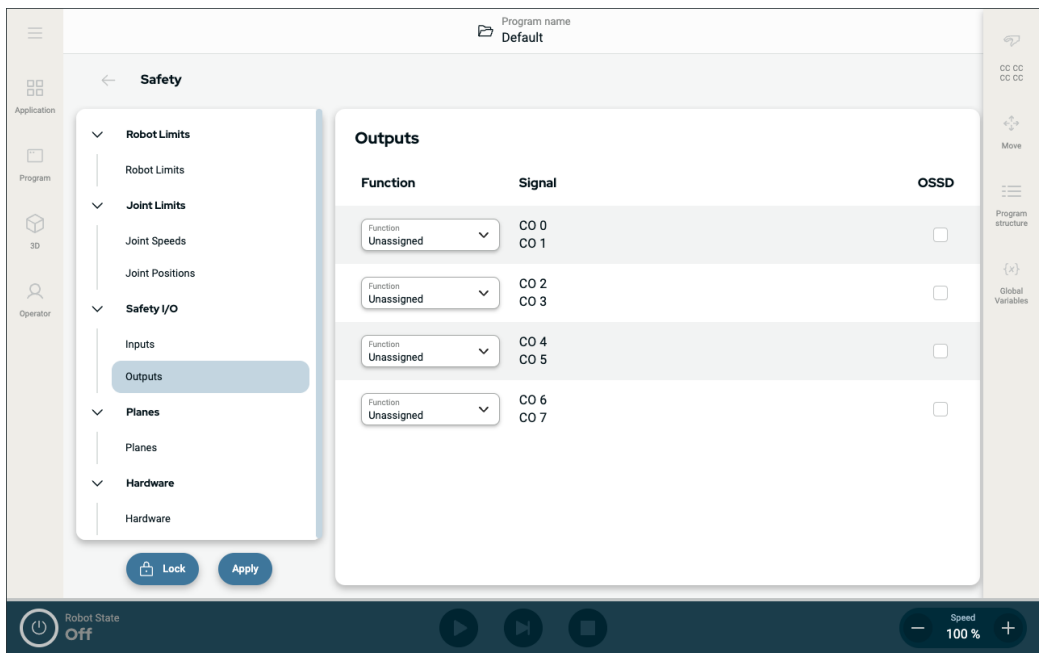 Program name
Default
Application
Program
3D
Operator
Safety
Robot Limits
Robot Limits
Joint Limits
Joint Speeds
Joint Positions
Safety I/O
Inputs
Outputs
Planes
Planes
Hardware
Hardware
Lock
Apply
Outputs
Function
Signal
OSSD
Function
Unassigned
CO 0
CO 1
Function
Unassigned
CO 2
CO 3
Function
Unassigned
CO 4
CO 5
Function
Unassigned
CO 6
CO 7
CC CC
CC CC
Move
Program
structure
{x}
Global
Variables
Robot State
Off
Speed
100 %